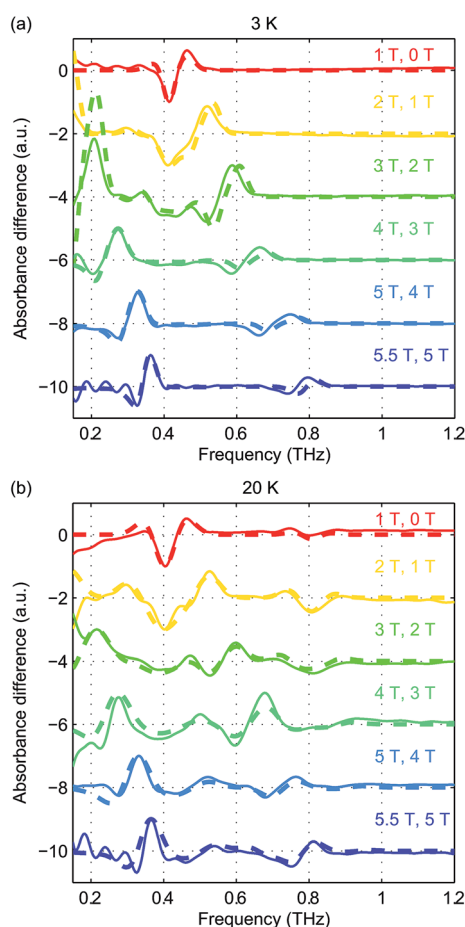 (a)
3 K
Absorbance difference (a.u.)
0
−2
−4
−6
−8
−10
1 T, 0 T
2 T, 1 T
3 T, 2 T
4 T, 3 T
5 T, 4 T
5.5 T, 5 T
0.2 0.4 0.6 0.8 1 1.2
Frequency (THz)
(b)
20 K
Absorbance difference (a.u.)
0
−2
−4
−6
−8
−10
1 T, 0 T
2 T, 1 T
3 T, 2 T
4 T, 3 T
5 T, 4 T
5.5 T, 5 T
0.2 0.4 0.6 0.8 1 1.2
Frequency (THz)